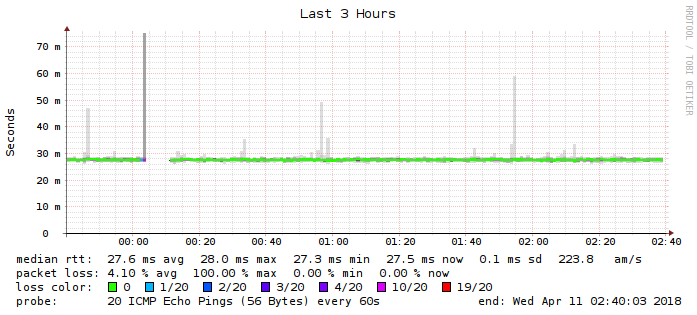 Last 3 Hours
RRDTOOL / TOBI OETIKER
Seconds
70 m
60 m
50 m
40 m
30 m
20 m
10 m
0
00:00 00:20 00:40 01:00 01:20 01:40 02:00 02:20 02:40
median rtt: 27.6 ms avg 28.0 ms max 27.3 ms min 27.5 ms now 0.1 ms sd 223.8 am/s
packet loss: 4.10 % avg 100.00 % max 0.00 % min 0.00 % now
loss color: 0 1/20 2/20 3/20 4/20 10/20 19/20
probe: 20 ICMP Echo Pings (56 Bytes) every 60s end: Wed Apr 11 02:40:03 2018